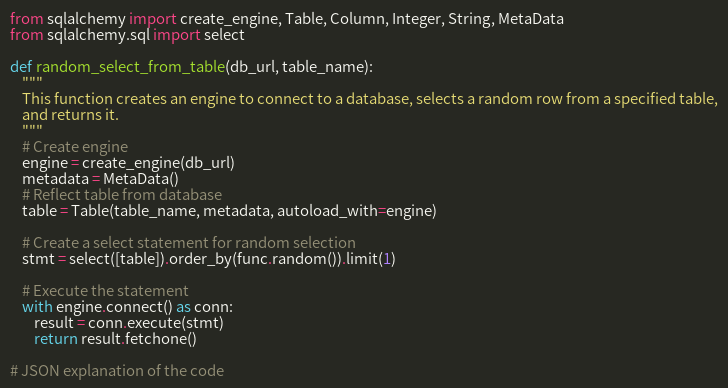 from sqlalchemy import create_engine, Table, Column, Integer, String, MetaData
from sqlalchemy.sql import select

def random_select_from_table(db_url, table_name):
    """
    This function creates an engine to connect to a database, selects a random row from a specified table,
    and returns it.
    """
    # Create engine
    engine = create_engine(db_url)
    metadata = MetaData()
    # Reflect table from database
    table = Table(table_name, metadata, autoload_with=engine)

    # Create a select statement for random selection
    stmt = select([table]).order_by(func.random()).limit(1)

    # Execute the statement
    with engine.connect() as conn:
        result = conn.execute(stmt)
        return result.fetchone()

# JSON explanation of the code